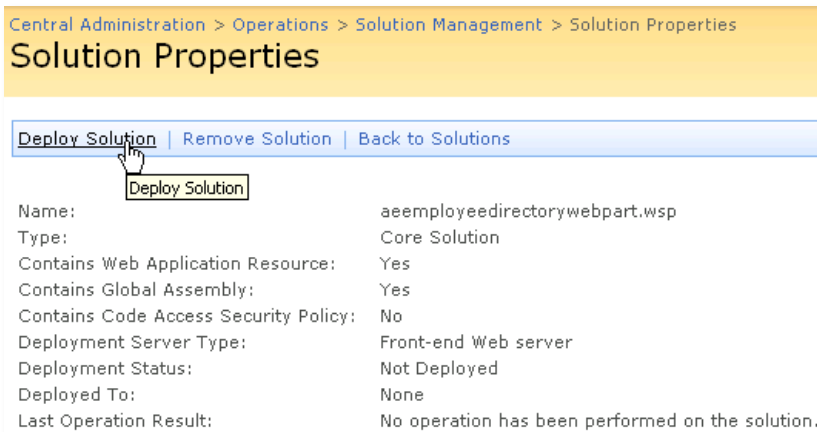 Central Administration > Operations > Solution Management > Solution Properties
Solution Properties
Deploy Solution | Remove Solution | Back to Solutions
Deploy Solution
Name: aeemployeedirectorywebpart.wsp
Type: Core Solution
Contains Web Application Resource: Yes
Contains Global Assembly: Yes
Contains Code Access Security Policy: No
Deployment Server Type: Front-end Web server
Deployment Status: Not Deployed
Deployed To: None
Last Operation Result: No operation has been performed on the solution.